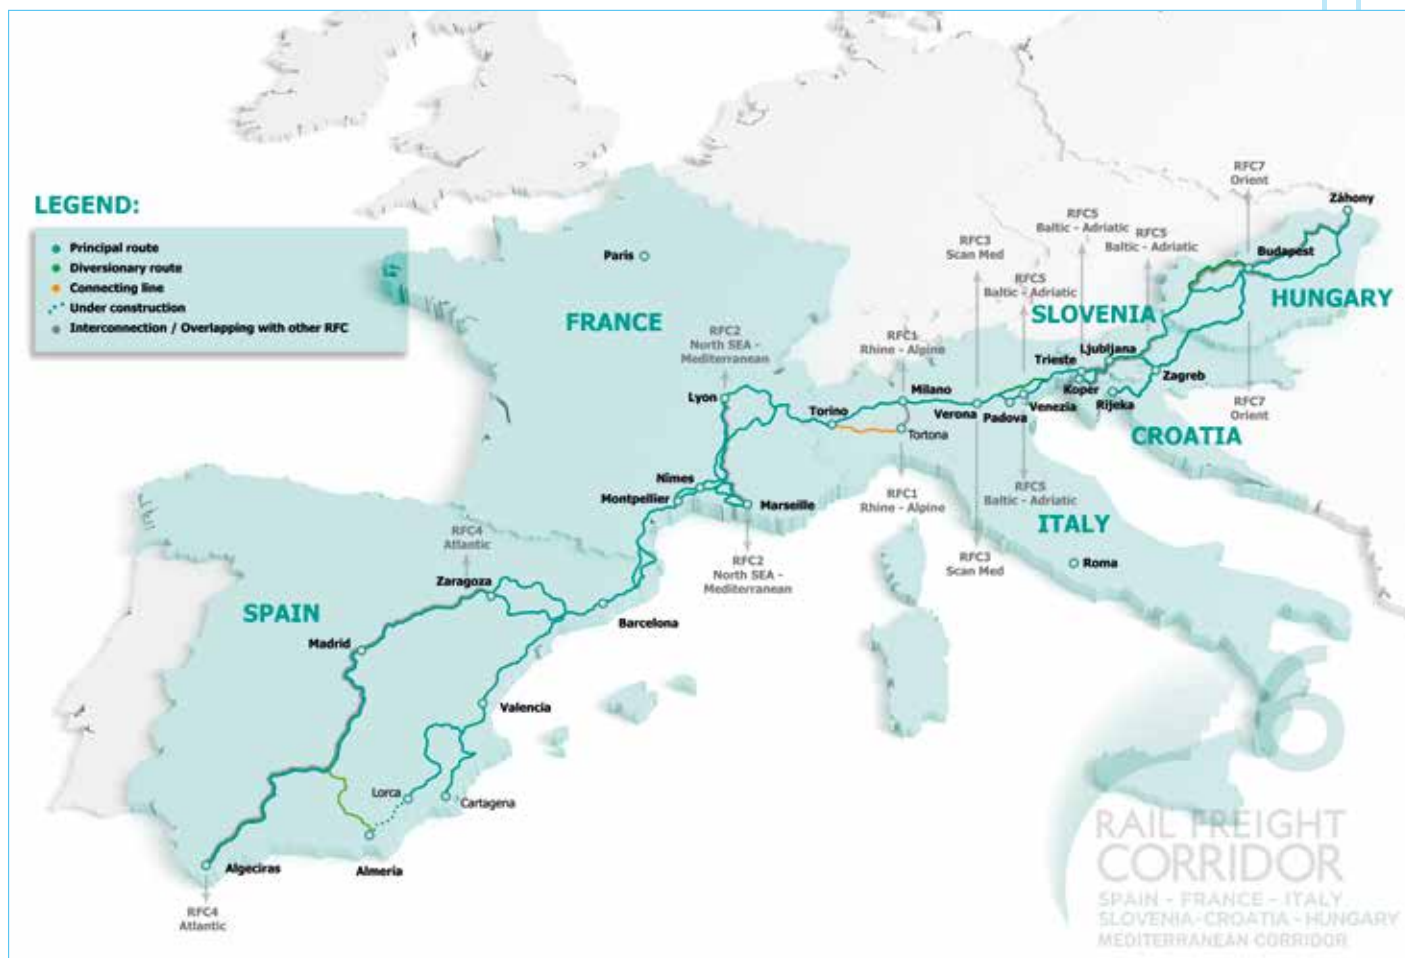 LEGEND:
Principal route
Diversionary route
Connecting line
Under construction
Interconnection / Overlapping with other RFC
RFC7
Orient
Záhony
RFC5
Baltic - Adriatic
RFC5
Baltic - Adriatic
RFC3
Scan Med
Budapest
Paris
RFC5
Baltic - Adriatic
HUNGARY
SLOVENIA
FRANCE
RFC2
North SEA -
Mediterranean
RFC1
Rhine - Alpine
Ljubljana
Trieste
Zagreb
Koper
Milano
Lyon
Torino
Verona
Padova
Venezia
Rijeka
RFC7
Orient
Tortona
CROATIA
Nîmes
Montpellier
Marseille
RFC1
Rhine - Alpine
RFC5
Baltic - Adriatic
ITALY
RFC4
Atlantic
RFC2
North SEA -
Mediterranean
RFC3
Scan Med
Roma
Zaragoza
SPAIN
Barcelona
Madrid
Valencia
6
Lorca
Cartagena
Algeciras
Almería
RFC4
Atlantic
RAIL FREIGHT
CORRIDOR
SPAIN - FRANCE - ITALY
SLOVENIA-CROATIA - HUNGARY
MEDITERRANEAN CORRIDOR